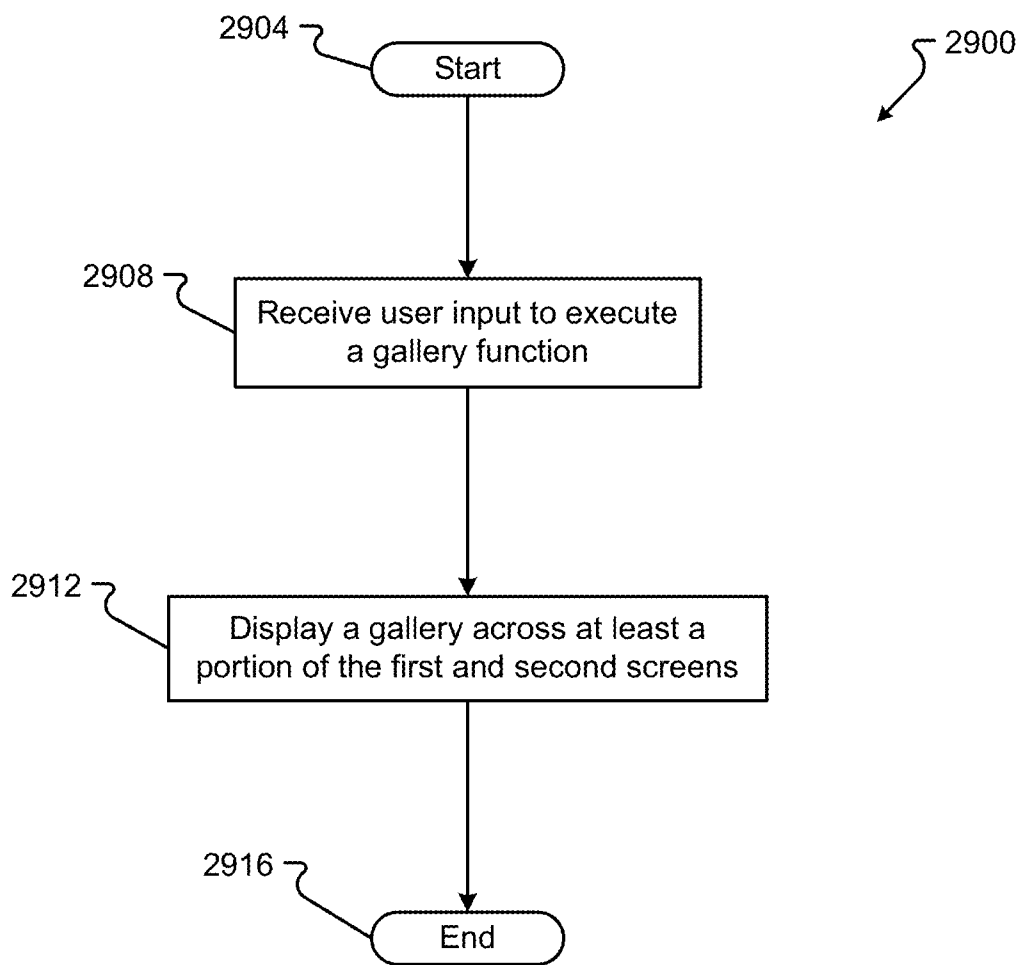 2904
Start
2900
2908
Receive user input to execute
a gallery function
2912
Display a gallery across at least a
portion of the first and second screens
2916
End